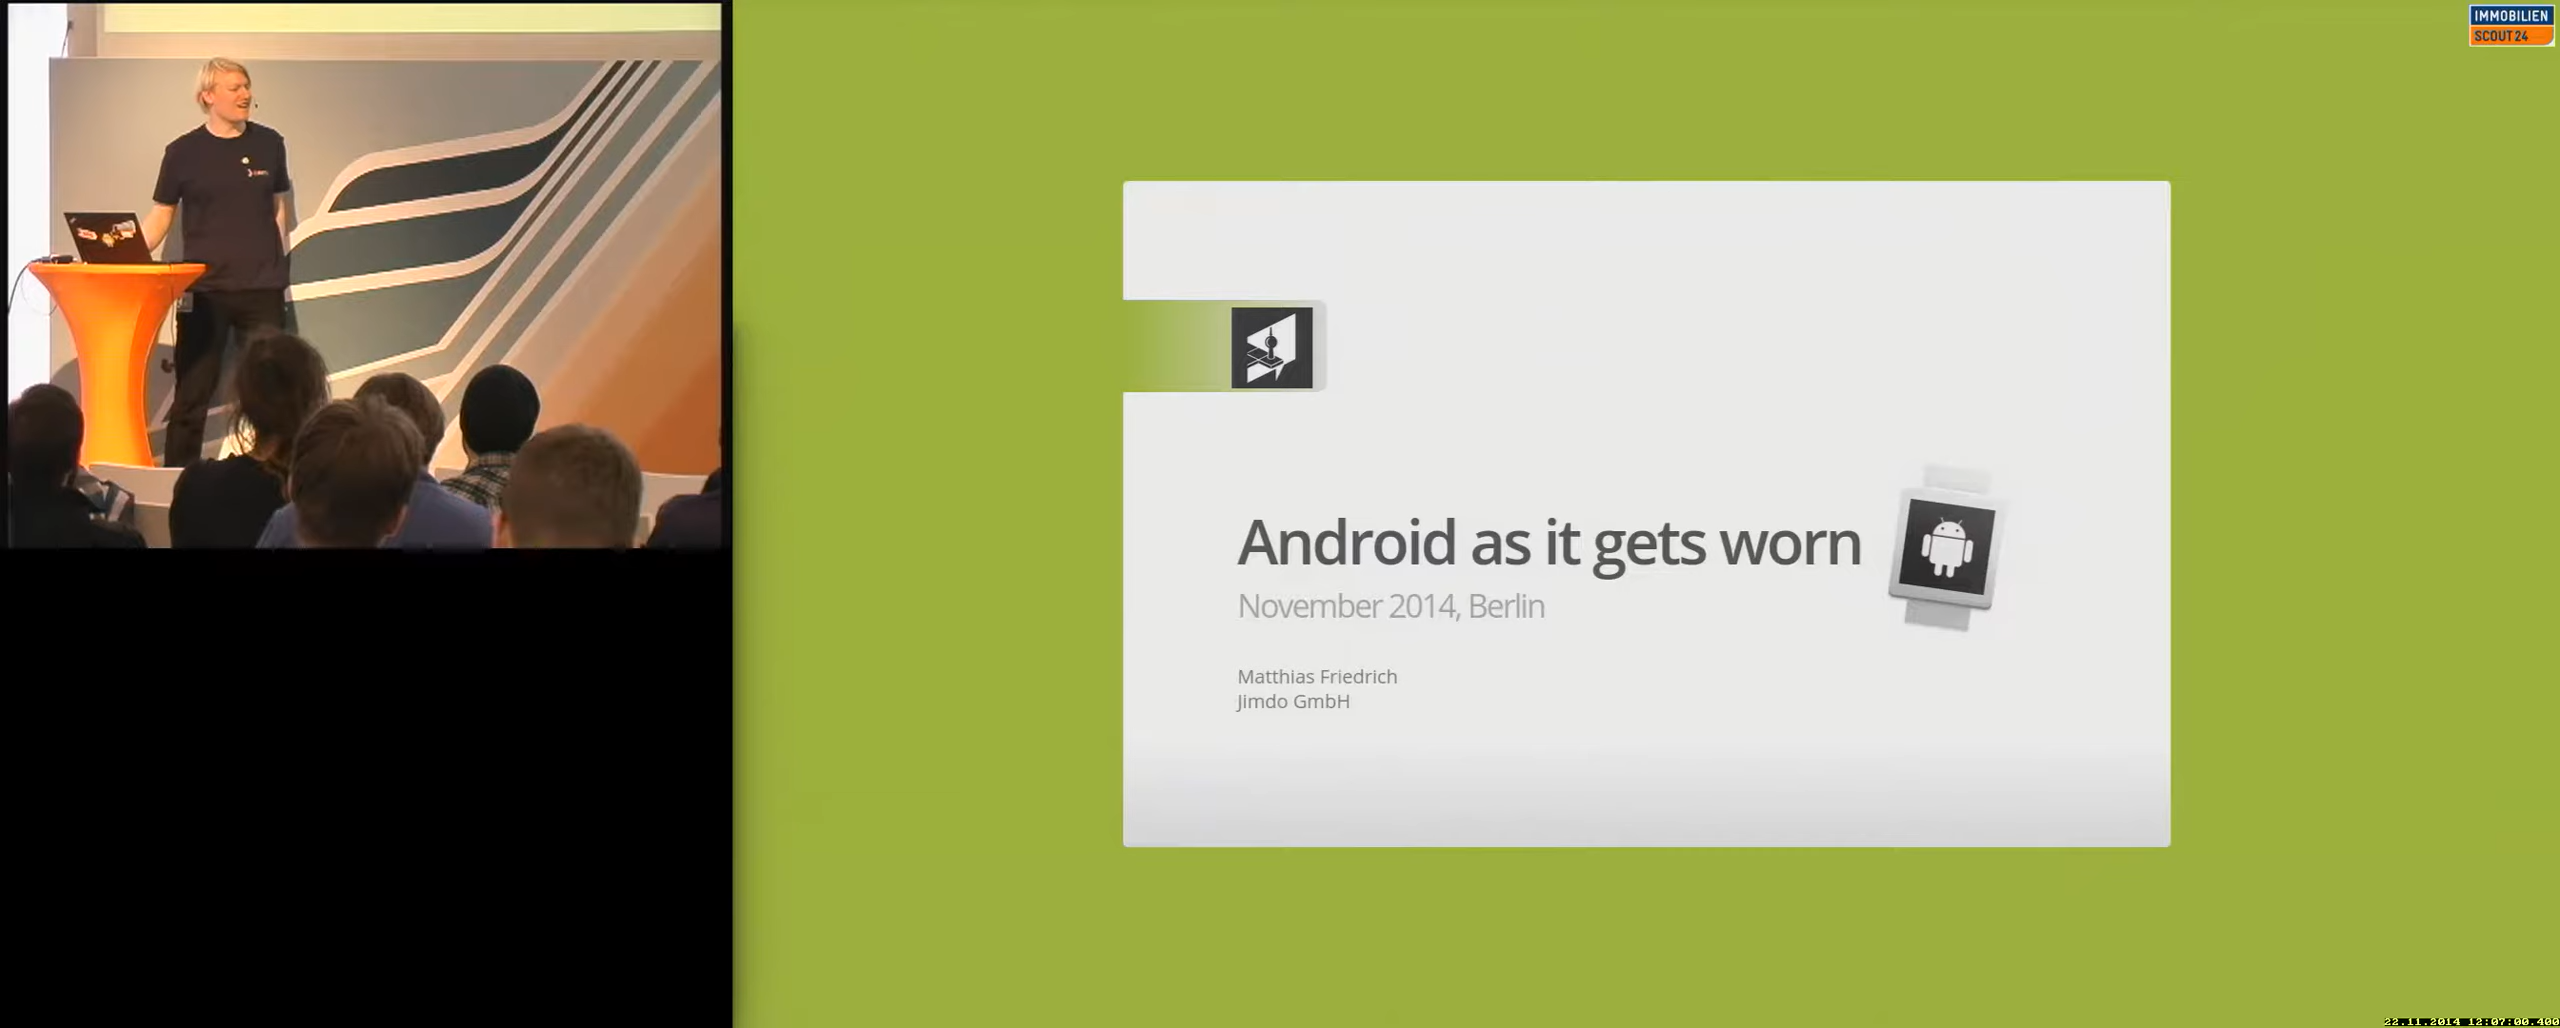 IMMOBILIEN
SCOUT24
Android as it gets worn
November 2014, Berlin
Matthias Friedrich
Jimdo GmbH
22.11.2014 12:07:00.400